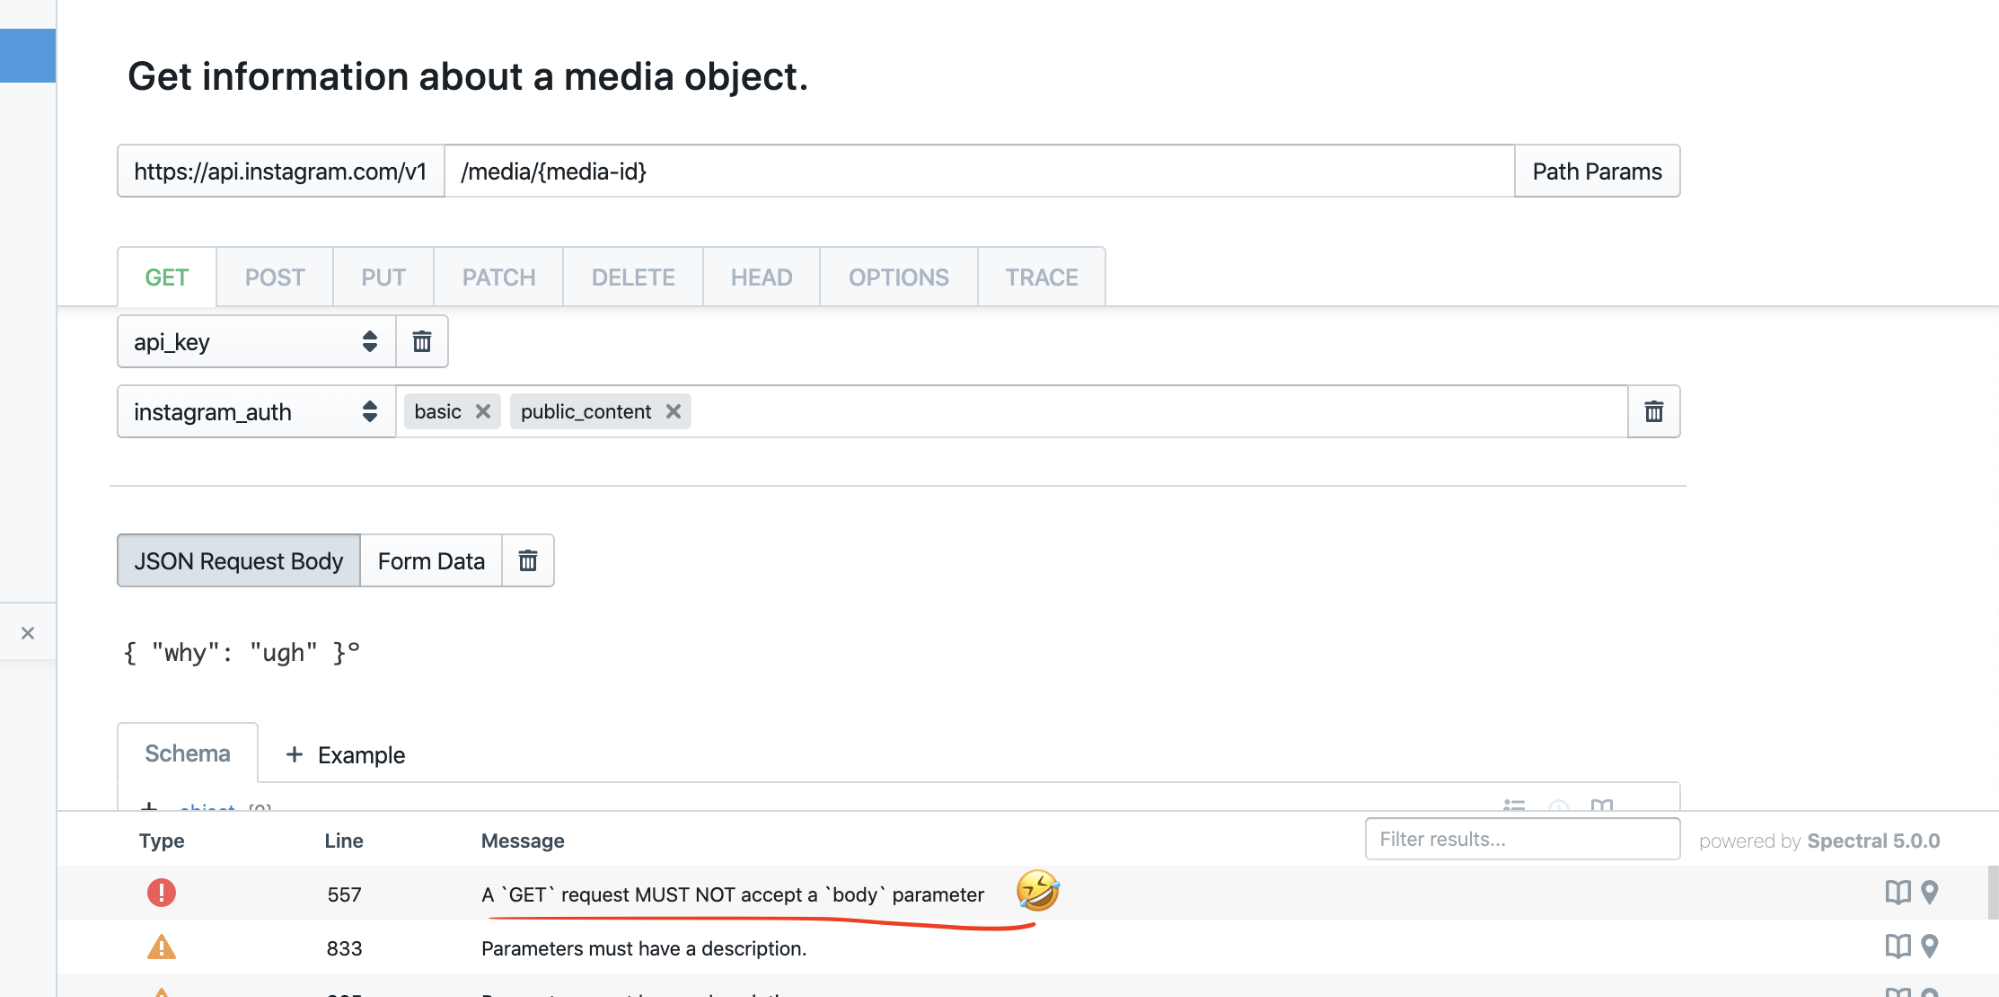 Get information about a media object.
https://api.instagram.com/v1 /media/{media-id} Path Params
GET POST PUT PATCH DELETE HEAD OPTIONS TRACE
api_key
instagram_auth basic public_content
JSON Request Body Form Data
{ "why": "ugh" }º
Schema + Example
+ object {0}
Type Line Message Filter results... powered by Spectral 5.0.0
557 A `GET` request MUST NOT accept a `body` parameter
833 Parameters must have a description.